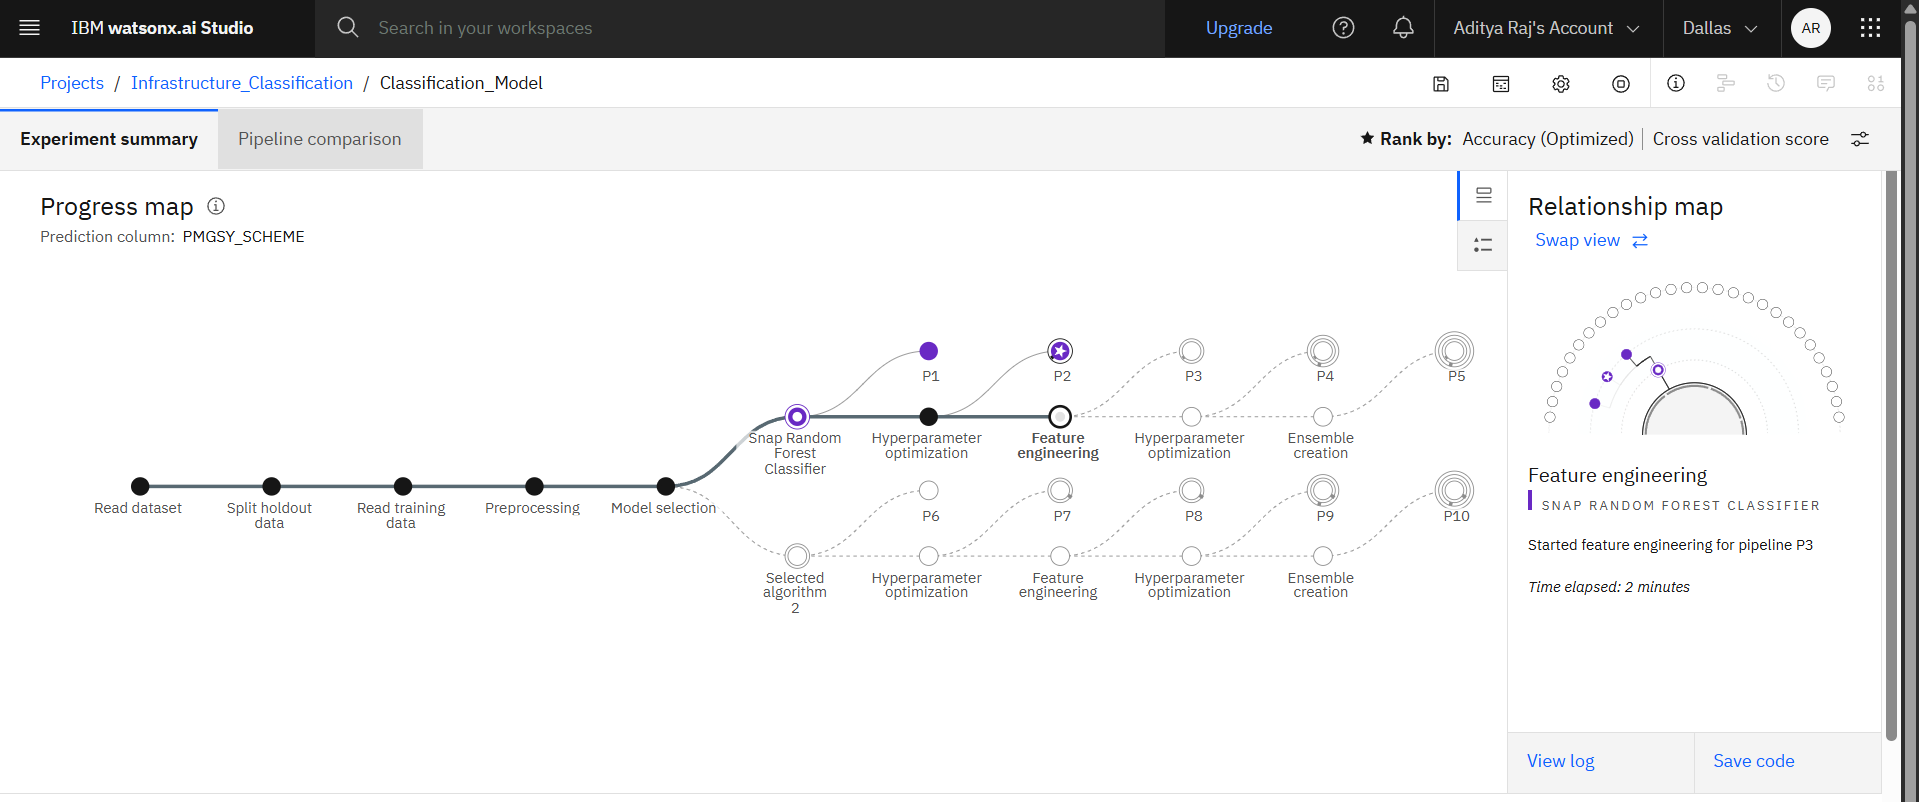 IBM watsonx.ai Studio
Search in your workspaces
Upgrade
Aditya Raj's Account
Dallas
AR
Projects / Infrastructure_Classification / Classification_Model
Experiment summary
Pipeline comparison
Rank by: Accuracy (Optimized) | Cross validation score
Progress map
Prediction column: PMGSY_SCHEME
P1
P2
P3
P4
P5
Snap Random
Forest
Classifier
Hyperparameter
optimization
Feature
engineering
Hyperparameter
optimization
Ensemble
creation
Read dataset
Split holdout
data
Read training
data
Preprocessing
Model selection
P6
P7
P8
P9
P10
Selected
algorithm
2
Hyperparameter
optimization
Feature
engineering
Hyperparameter
optimization
Ensemble
creation
Relationship map
Swap view
Feature engineering
SNAP RANDOM FOREST CLASSIFIER
Started feature engineering for pipeline P3
Time elapsed: 2 minutes
View log
Save code